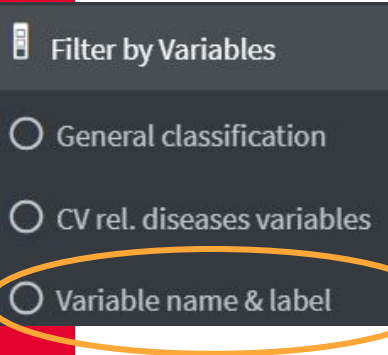 Filter by Variables
General classification
CV rel. diseases variables
Variable name & label